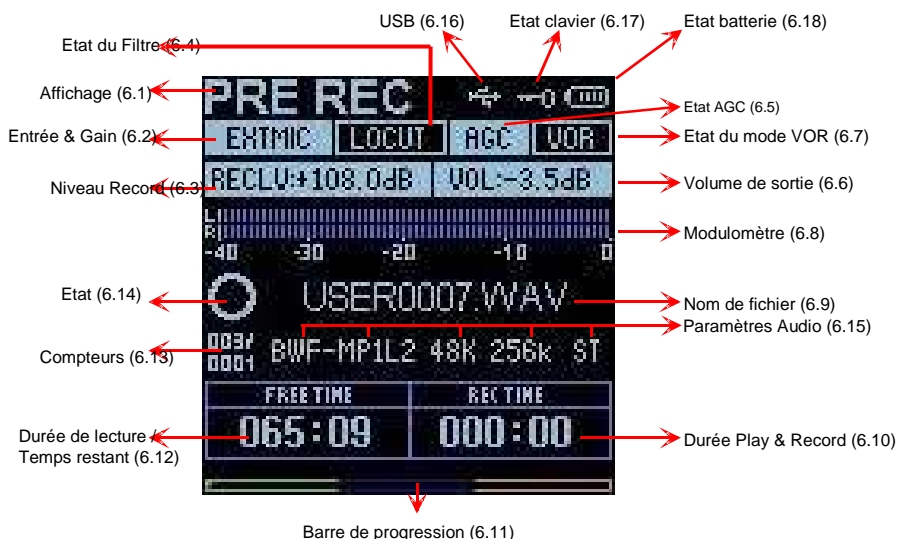 USB (6.16)
Etat clavier (6.17)
Etat batterie (6.18)
Etat du Filtre (6.4)
Affichage (6.1)
PRE REC
Etat AGC (6.5)
Entrée & Gain (6.2)
EXTMIC
LOCUT
AGC
VOR
Etat du mode VOR (6.7)
Niveau Record (6.3)
RECLV:+108.0dB
VOL:-3.5dB
Volume de sortie (6.6)
L
R
Modulomètre (6.8)
-40 -30 -20 -10 0
Etat (6.14)
USER0007.WAV
Nom de fichier (6.9)
Paramètres Audio (6.15)
Compteurs (6.13)
0001
BWF-MP1L2 48K 256k ST
FREE TIME
REC TIME
Durée de lecture /
Temps restant (6.12)
065:09
000:00
Durée Play & Record (6.10)
Barre de progression (6.11)